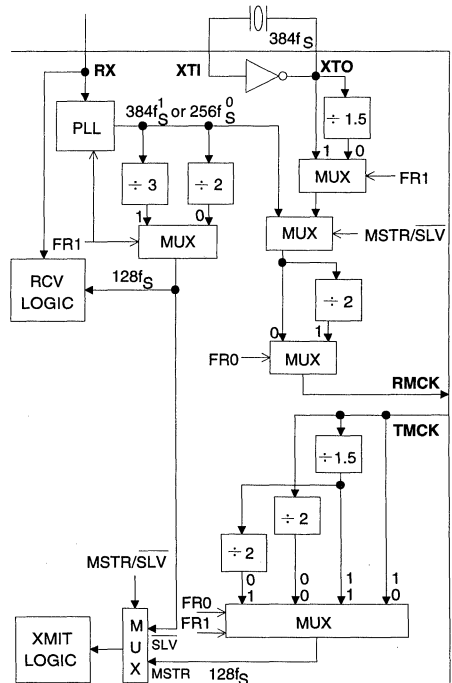 384fS
RX
XTI
XTO
PLL
384fS1 or 256fS0
÷ 1.5
÷ 3
÷ 2
1 0
MUX
FR1
1 0
FR1
MUX
MUX
MSTR/SLV
RCV
LOGIC
128fS
÷ 2
0 1
FR0
MUX
RMCK
TMCK
÷ 1.5
÷ 2
÷ 2
MSTR/SLV
0 0 1 1
1 0 1 0
FR0
FR1
MUX
XMIT
LOGIC
M
U
X
SLV
MSTR
128fS